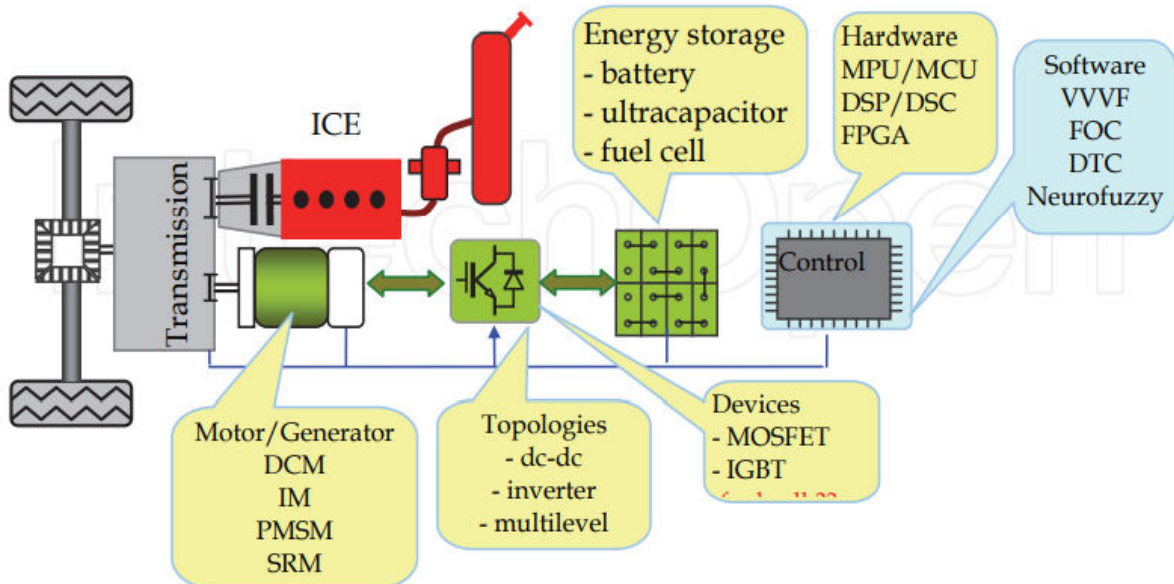 Energy storage
- battery
- ultracapacitor
- fuel cell
Hardware
MPU/MCU
DSP/DSC
FPGA
Software
VVVF
FOC
DTC
Neurofuzzy
ICE
Transmission
Control
Motor/Generator
DCM
IM
PMSM
SRM
Topologies
- dc-dc
- inverter
- multilevel
Devices
- MOSFET
- IGBT
IntechOpen